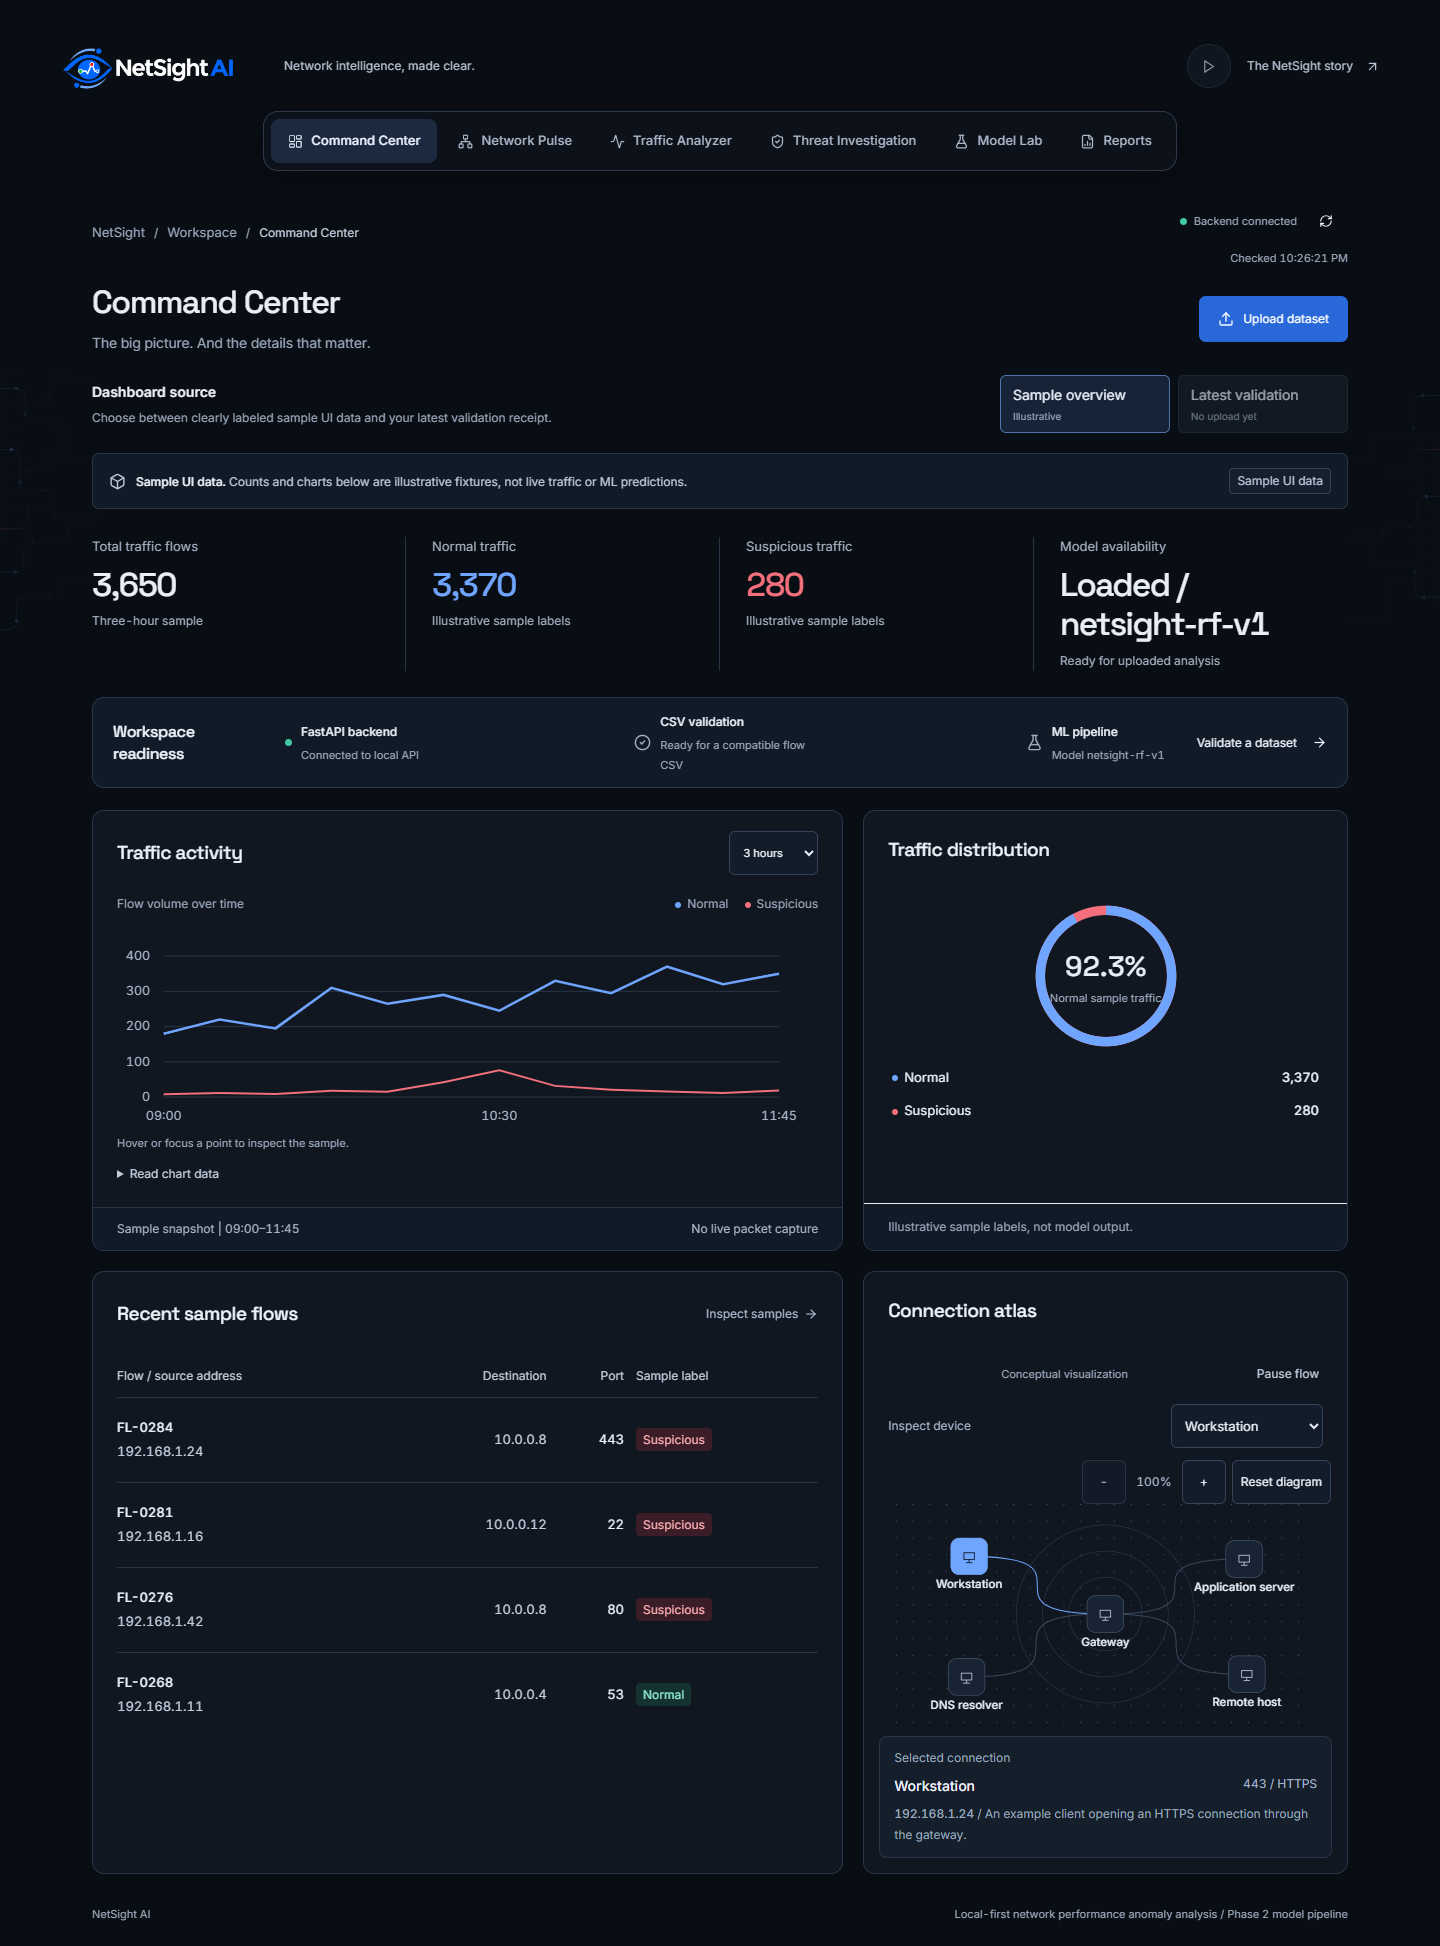 NetSight AI
Network intelligence, made clear.
The NetSight story
Command Center
Network Pulse
Traffic Analyzer
Threat Investigation
Model Lab
Reports
NetSight / Workspace / Command Center
Backend connected
Checked 10:26:21 PM
Command Center
The big picture. And the details that matter.
Upload dataset
Dashboard source
Choose between clearly labeled sample UI data and your latest validation receipt.
Sample overview
Illustrative
Latest validation
No upload yet
Sample UI data. Counts and charts below are illustrative fixtures, not live traffic or ML predictions.
Sample UI data
Total traffic flows
3,650
Three-hour sample
Normal traffic
3,370
Illustrative sample labels
Suspicious traffic
280
Illustrative sample labels
Model availability
Loaded /
netsight-rf-v1
Ready for uploaded analysis
Workspace
readiness
FastAPI backend
Connected to local API
CSV validation
Ready for a compatible flow
CSV
ML pipeline
Model netsight-rf-v1
Validate a dataset
Traffic activity
3 hours
Flow volume over time
Normal
Suspicious
400
300
200
100
0
09:00
10:30
11:45
Hover or focus a point to inspect the sample.
Read chart data
Sample snapshot | 09:00–11:45
No live packet capture
Traffic distribution
92.3%
Normal sample traffic
Normal 3,370
Suspicious 280
Illustrative sample labels, not model output.
Recent sample flows
Inspect samples
Flow / source address Destination Port Sample label
FL-0284
192.168.1.24
10.0.0.8 443 Suspicious
FL-0281
192.168.1.16
10.0.0.12 22 Suspicious
FL-0276
192.168.1.42
10.0.0.8 80 Suspicious
FL-0268
192.168.1.11
10.0.0.4 53 Normal
Connection atlas
Conceptual visualization
Pause flow
Inspect device
Workstation
-
100%
+
Reset diagram
Workstation
Application server
Gateway
DNS resolver
Remote host
Selected connection
Workstation
443 / HTTPS
192.168.1.24 / An example client opening an HTTPS connection through
the gateway.
NetSight AI
Local-first network performance anomaly analysis / Phase 2 model pipeline